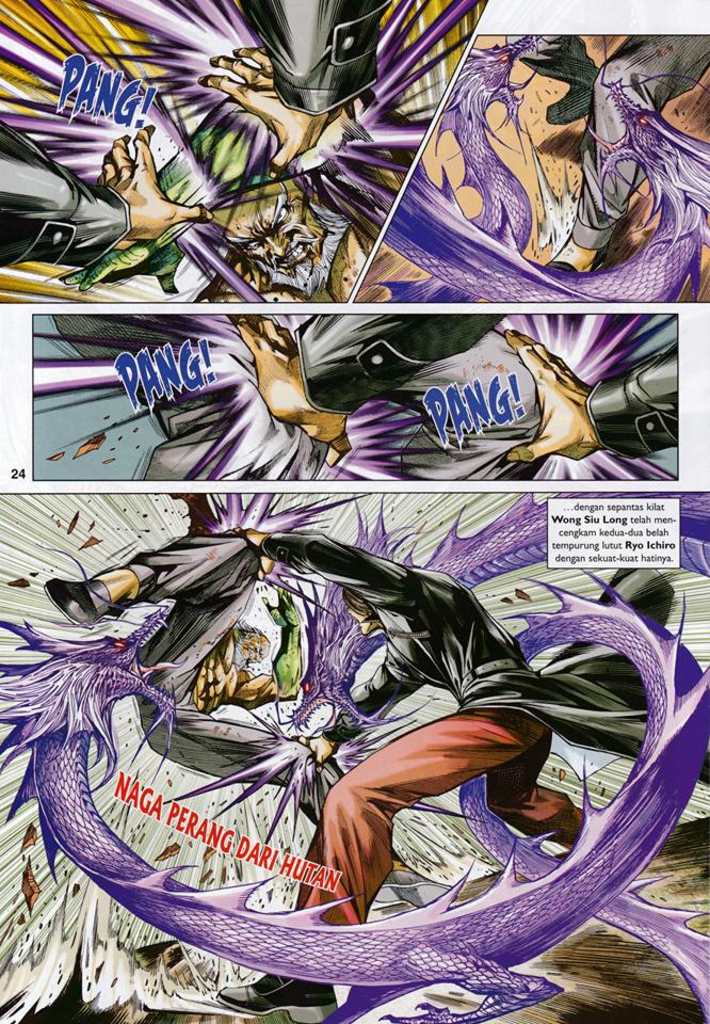 PANG!
PANG!
PANG!
24
...dengan sepantas kilat
Wong Siu Long telah men-
cengkam kedua-dua belah
tempurung lutut Ryo Ichiro
dengan sekuat-kuat hatinya.
NAGA PERANG DARI HUTAN